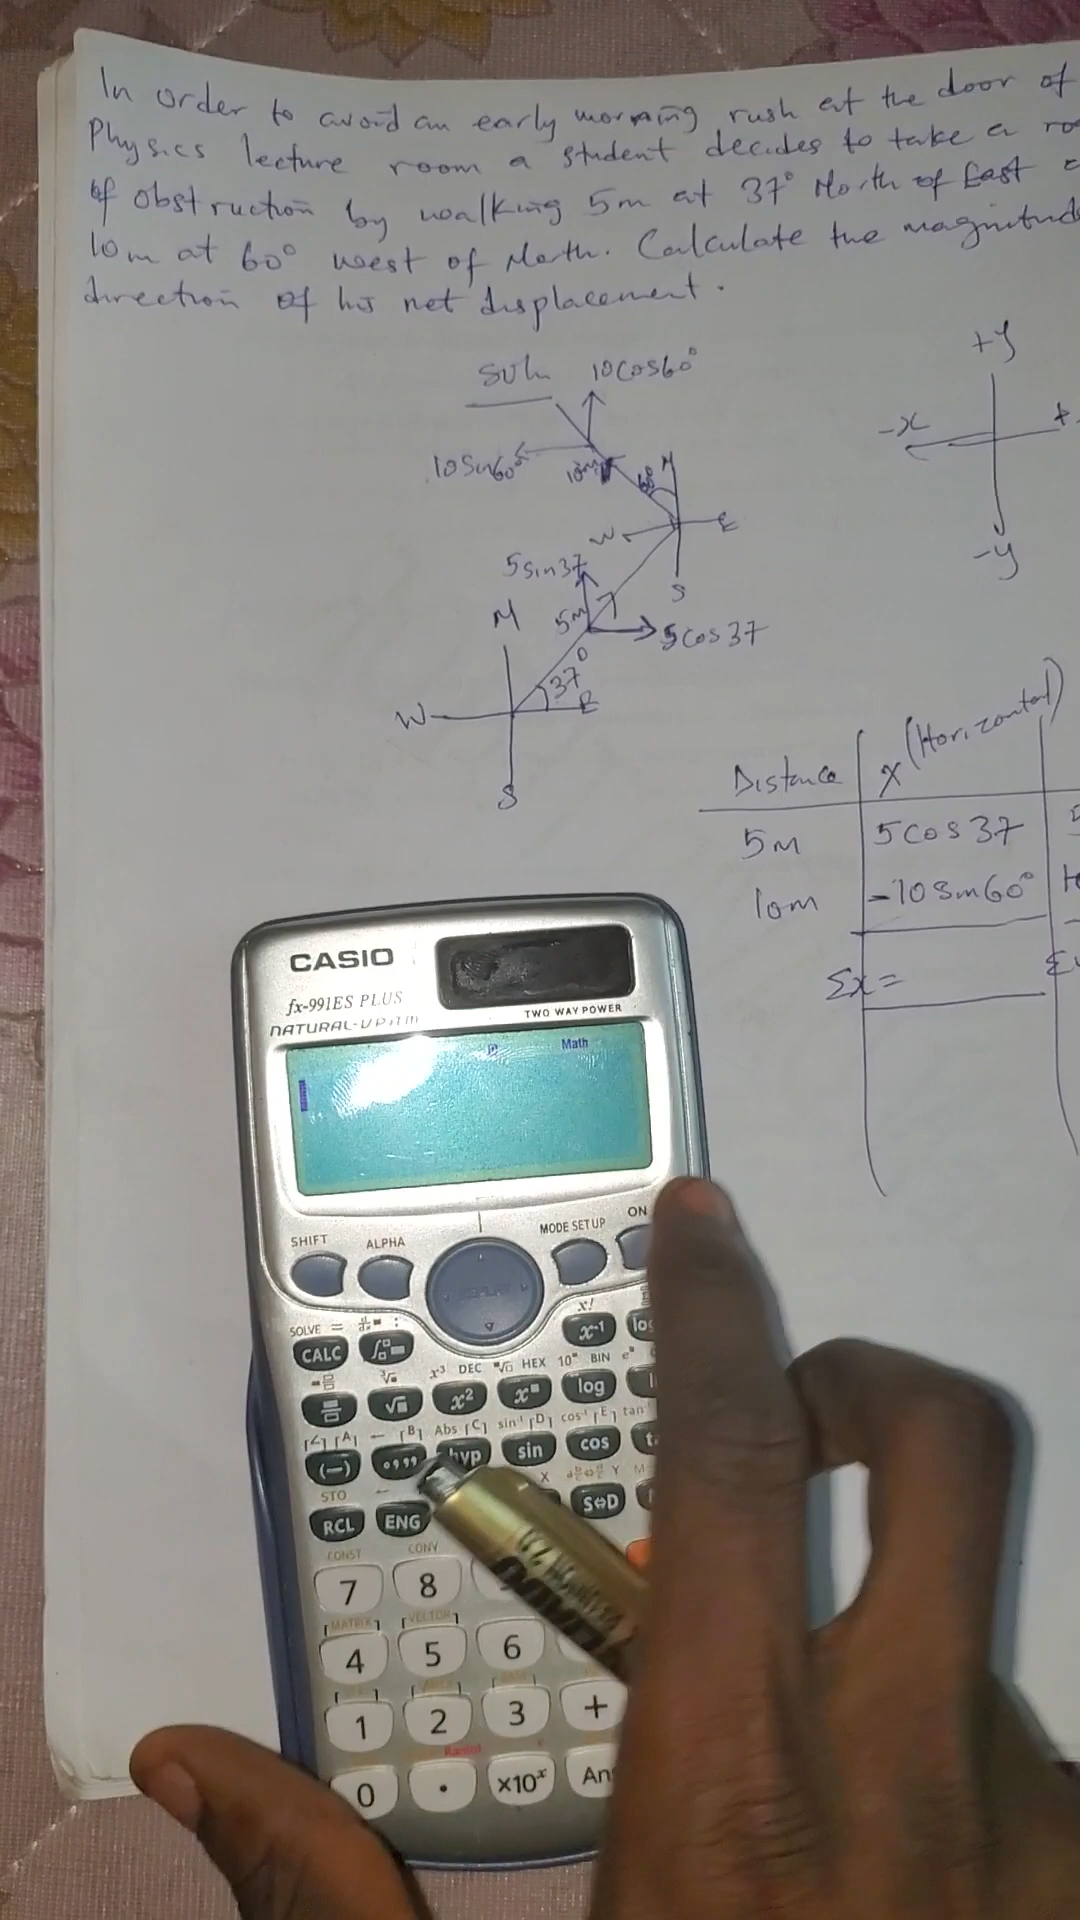 In order to avoid an early morning rush at the door of
Physics lecture room a student decides to take a
of obstruction by walking 5m at 37° North of East
10m at 60° west of North. Calculate the magnitude
direction of his net displacement.
Soln 10cos60°
+y
-x
-y
10Sin60° 10m 60° N
W E
S
5sin37
N 5m 5cos37
37°
W E
S
Distance x (Horizontal)
5m 5cos37 5
10m -10Sin60°
Σx=
CASIO
fx-991ES PLUS
NATURAL-V.P.A.M.
TWO WAY POWER
Math
SHIFT ALPHA MODE SETUP ON
REPLAY
SOLVE = :
CALC x! x-1
x³ DEC HEX 10 BIN e
√ x² x log
[A] [B] Abs [C] sin-1 [D] cos-1 [E] tan-1
(-) hyp sin cos
STO X Y
RCL ENG S⇔D
CONST CONV
7 8
[MATRIX] [VECTOR]
4 5 6
1 2 3 +
0 . ×10x Ans